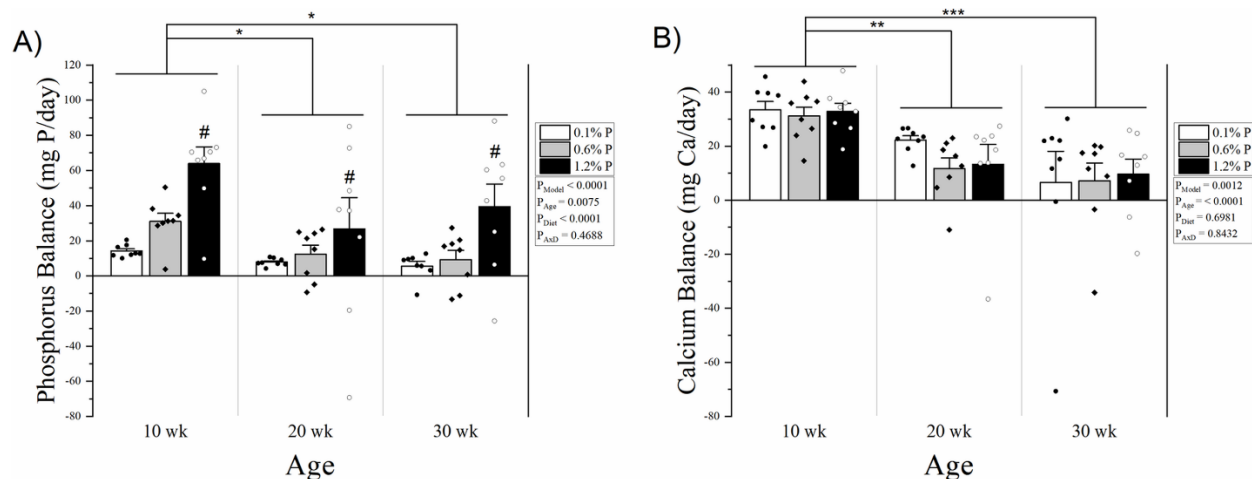 A)
*
*
Phosphorus Balance (mg P/day)
120
100
80
60
40
20
0
-20
-40
-60
-80
#
#
#
10 wk
20 wk
30 wk
Age
0.1% P
0.6% P
1.2% P
PModel < 0.0001
PAge = 0.0075
PDiet < 0.0001
PAxD = 0.4688
B)
***
**
Calcium Balance (mg Ca/day)
40
20
0
-20
-40
-60
-80
10 wk
20 wk
30 wk
Age
0.1% P
0.6% P
1.2% P
PModel = 0.0012
PAge = <0.0001
PDiet = 0.6981
PAxD = 0.8432